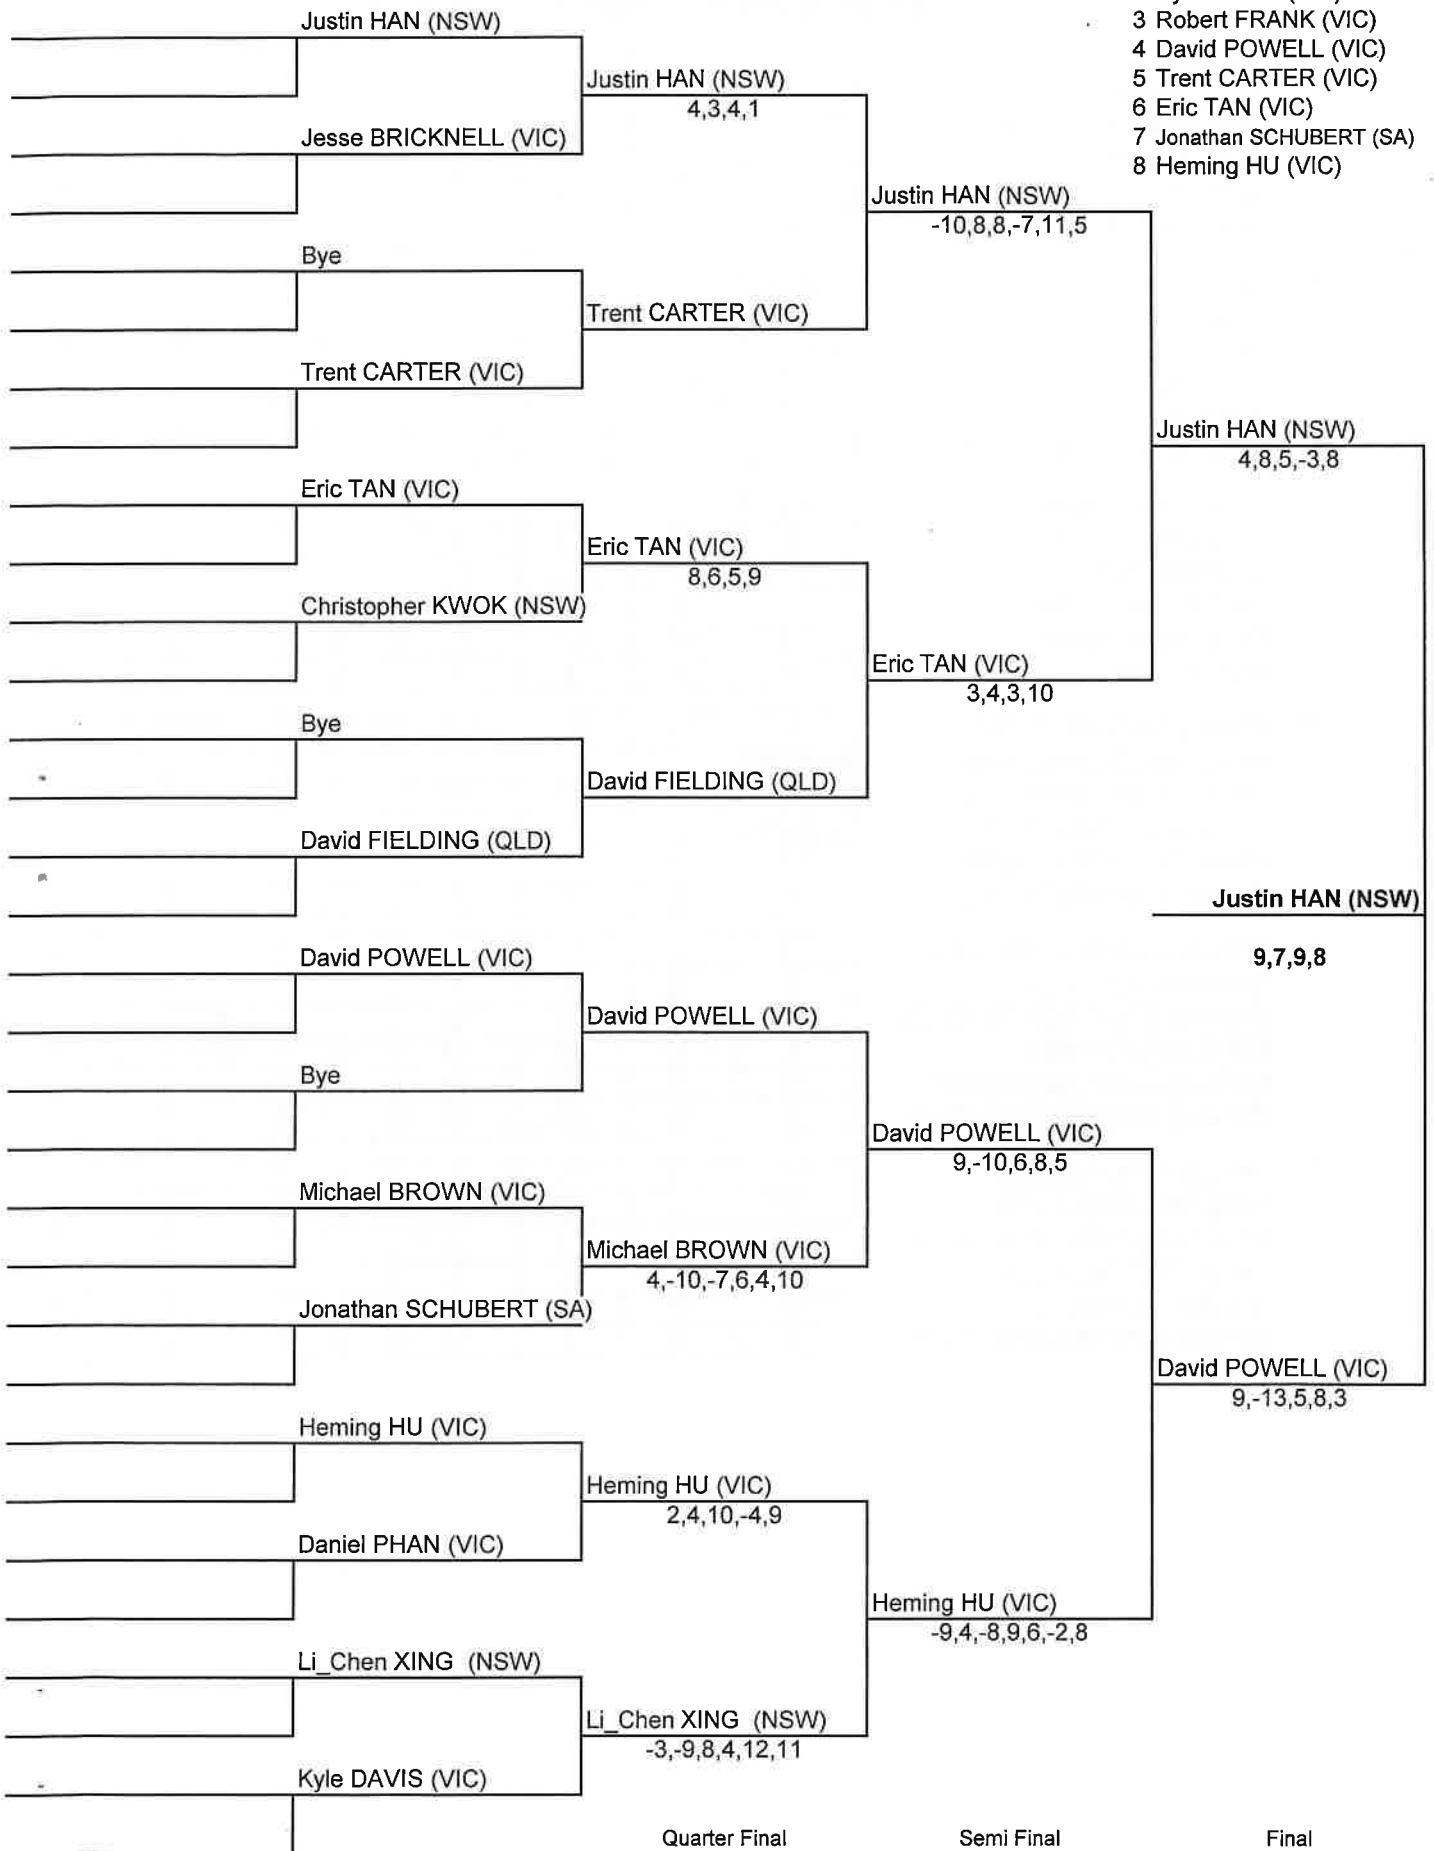 3 Robert FRANK (VIC)
4 David POWELL (VIC)
5 Trent CARTER (VIC)
6 Eric TAN (VIC)
7 Jonathan SCHUBERT (SA)
8 Heming HU (VIC)
Justin HAN (NSW)
Justin HAN (NSW)
4,3,4,1
Jesse BRICKNELL (VIC)
Justin HAN (NSW)
-10,8,8,-7,11,5
Bye
Trent CARTER (VIC)
Trent CARTER (VIC)
Justin HAN (NSW)
4,8,5,-3,8
Eric TAN (VIC)
Eric TAN (VIC)
8,6,5,9
Christopher KWOK (NSW)
Eric TAN (VIC)
3,4,3,10
Bye
David FIELDING (QLD)
David FIELDING (QLD)
Justin HAN (NSW)
9,7,9,8
David POWELL (VIC)
David POWELL (VIC)
Bye
David POWELL (VIC)
9,-10,6,8,5
Michael BROWN (VIC)
Michael BROWN (VIC)
4,-10,-7,6,4,10
Jonathan SCHUBERT (SA)
David POWELL (VIC)
9,-13,5,8,3
Heming HU (VIC)
Heming HU (VIC)
2,4,10,-4,9
Daniel PHAN (VIC)
Heming HU (VIC)
-9,4,-8,9,6,-2,8
Li_Chen XING (NSW)
Li_Chen XING (NSW)
-3,-9,8,4,12,11
Kyle DAVIS (VIC)
Quarter Final
Semi Final
Final